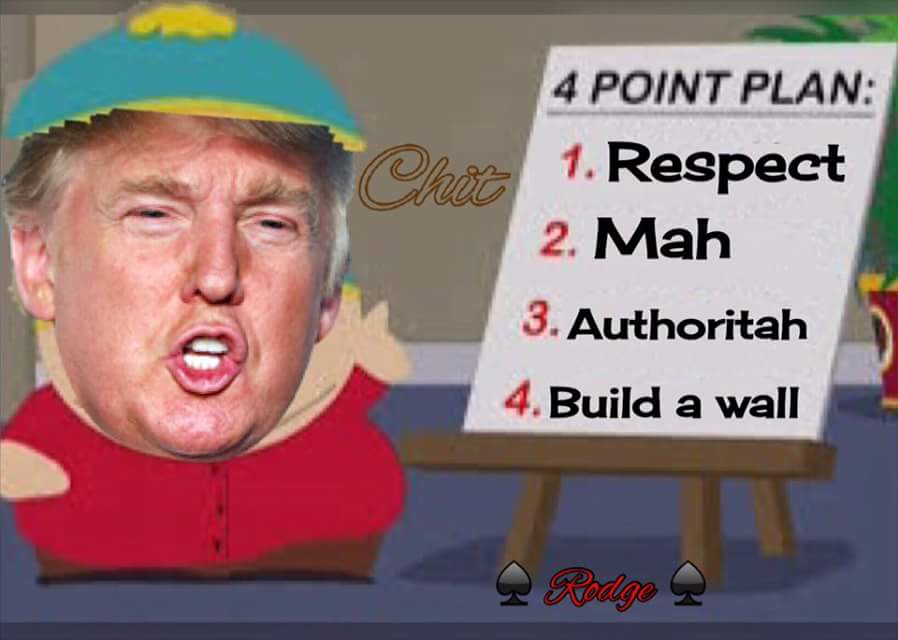 4 POINT PLAN:
1. Respect
Chit
2. Mah
3. Authoritah
4. Build a wall
♠ Rodge ♠